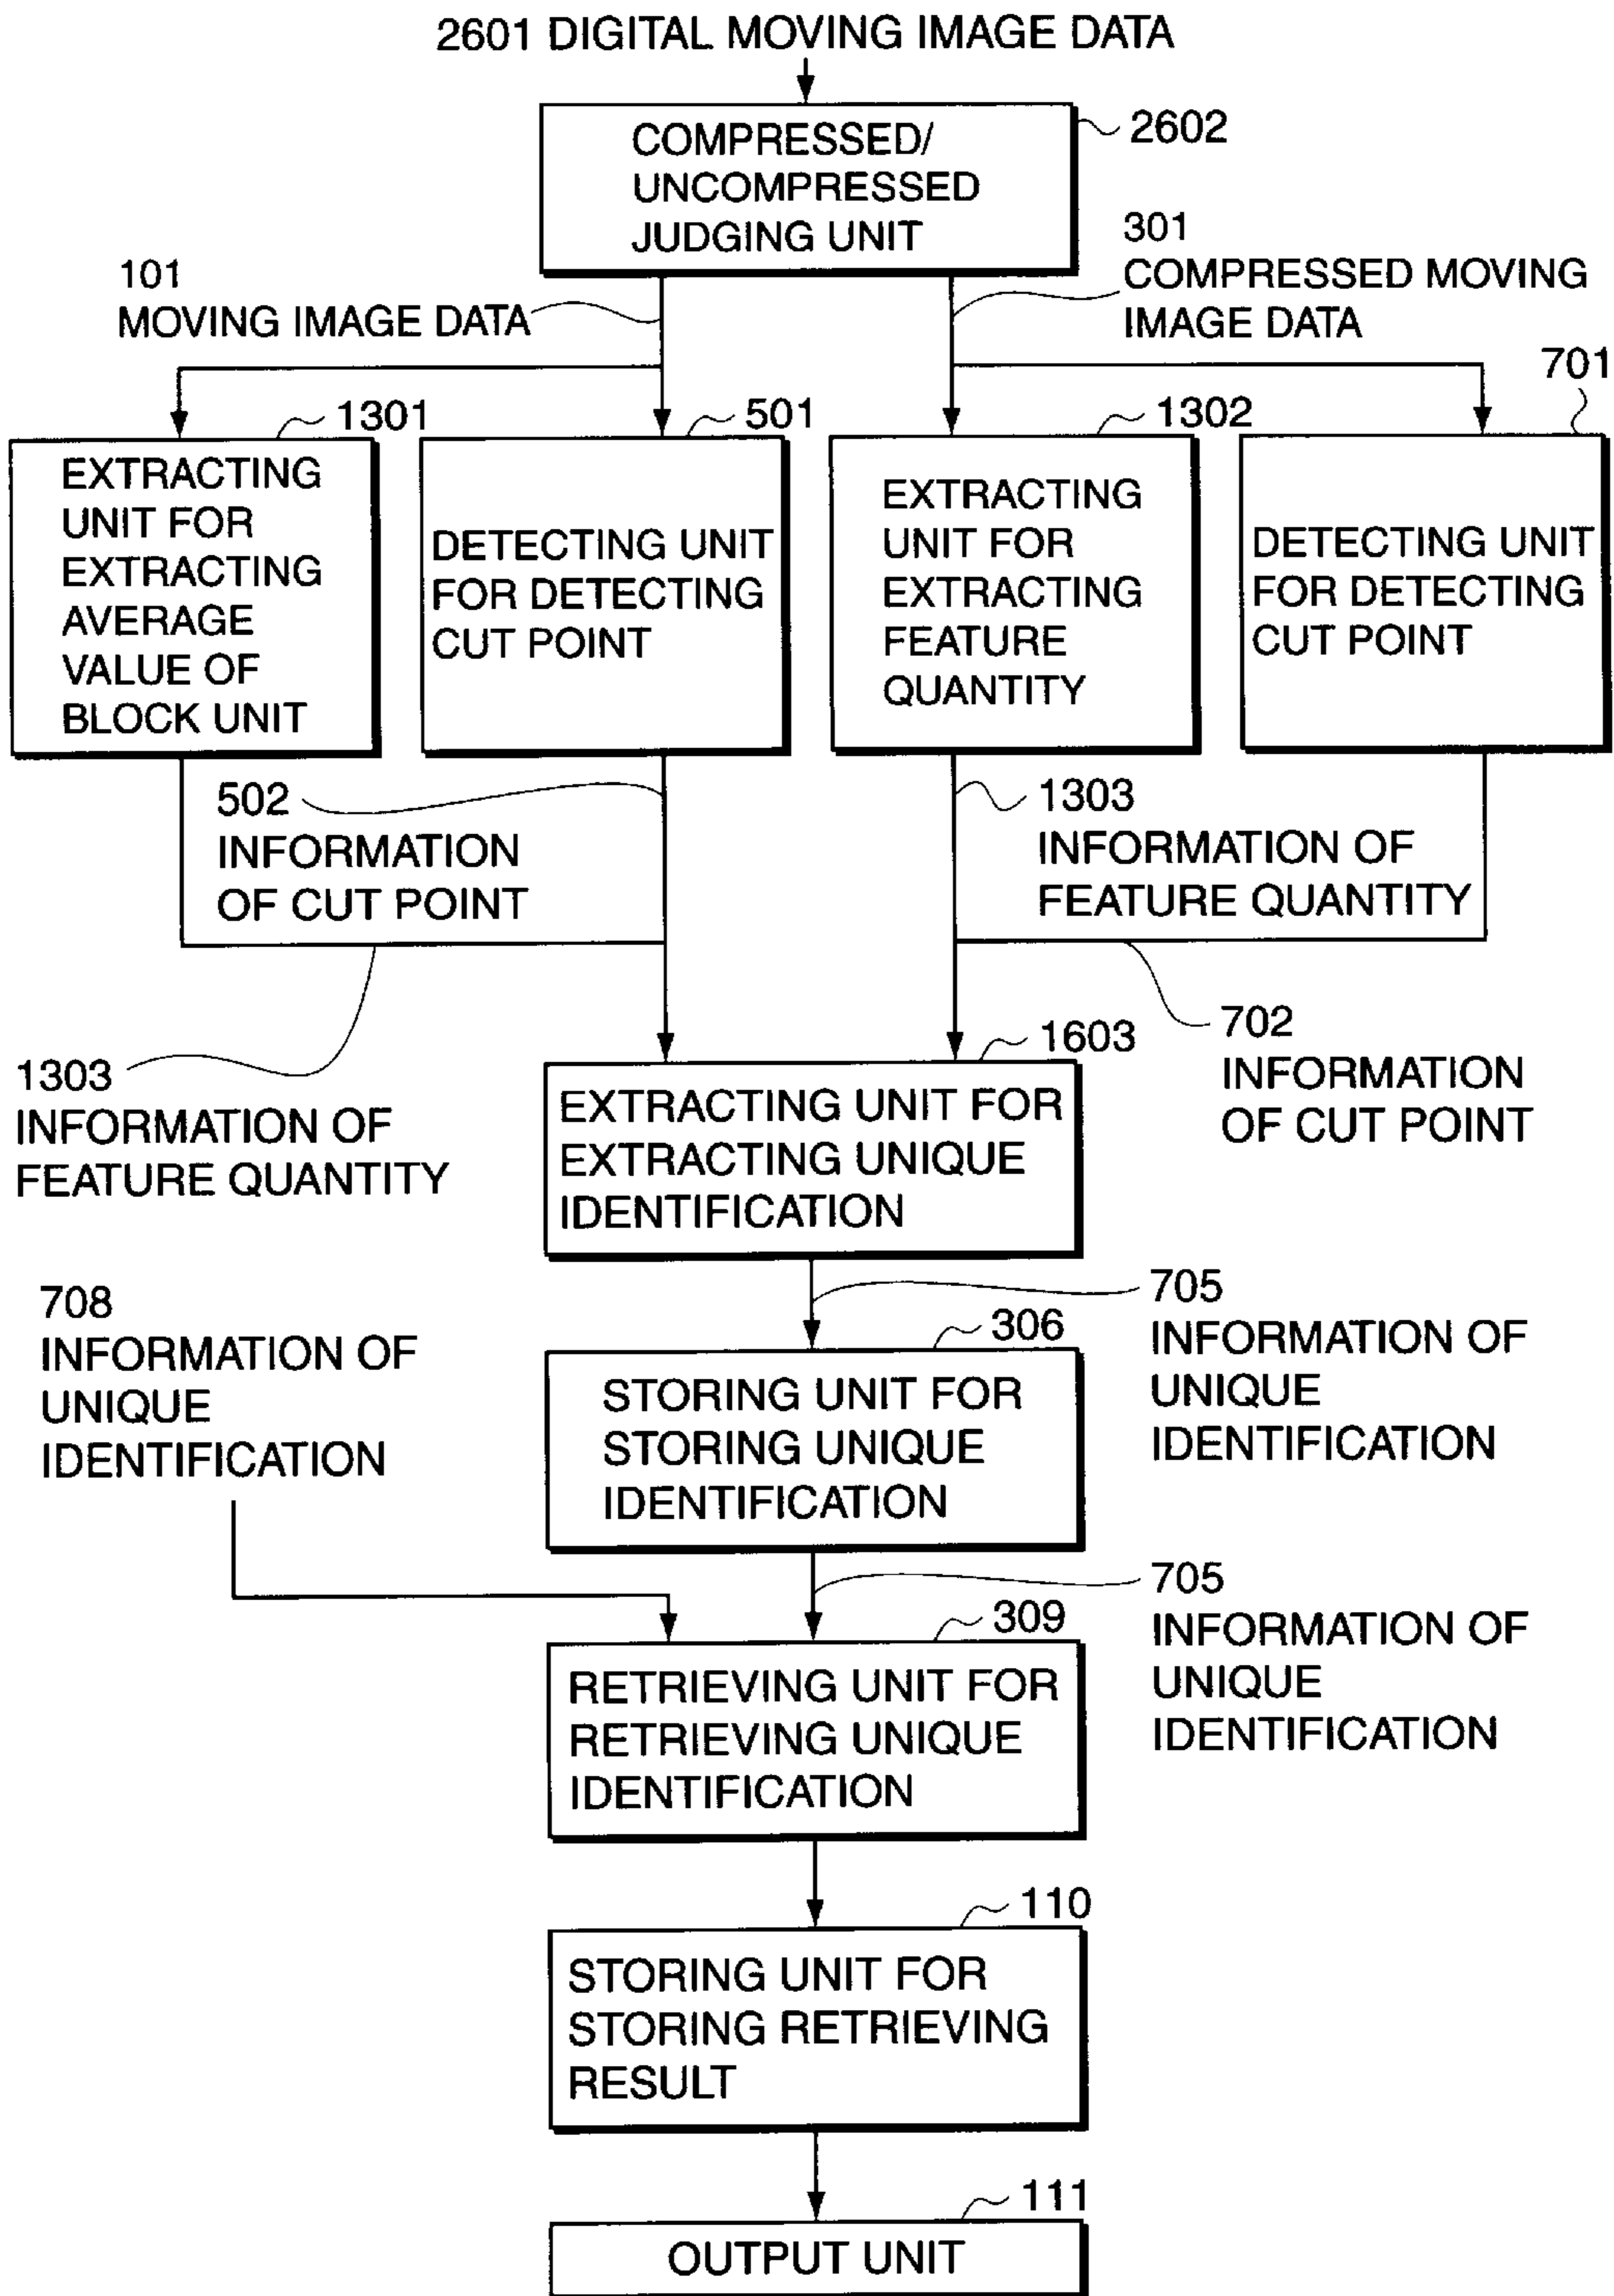 2601 DIGITAL MOVING IMAGE DATA
COMPRESSED/
UNCOMPRESSED
JUDGING UNIT
2602
101
MOVING IMAGE DATA
301
COMPRESSED MOVING
IMAGE DATA
701
1301
501
1302
EXTRACTING
UNIT FOR
EXTRACTING
AVERAGE
VALUE OF
BLOCK UNIT
DETECTING UNIT
FOR DETECTING
CUT POINT
EXTRACTING
UNIT FOR
EXTRACTING
FEATURE
QUANTITY
DETECTING UNIT
FOR DETECTING
CUT POINT
502
INFORMATION
OF CUT POINT
1303
INFORMATION OF
FEATURE QUANTITY
1303
INFORMATION OF
FEATURE QUANTITY
702
INFORMATION
OF CUT POINT
1603
EXTRACTING UNIT FOR
EXTRACTING UNIQUE
IDENTIFICATION
708
INFORMATION OF
UNIQUE
IDENTIFICATION
705
INFORMATION OF
UNIQUE
IDENTIFICATION
306
STORING UNIT FOR
STORING UNIQUE
IDENTIFICATION
705
INFORMATION OF
UNIQUE
IDENTIFICATION
309
RETRIEVING UNIT FOR
RETRIEVING UNIQUE
IDENTIFICATION
110
STORING UNIT FOR
STORING RETRIEVING
RESULT
111
OUTPUT UNIT